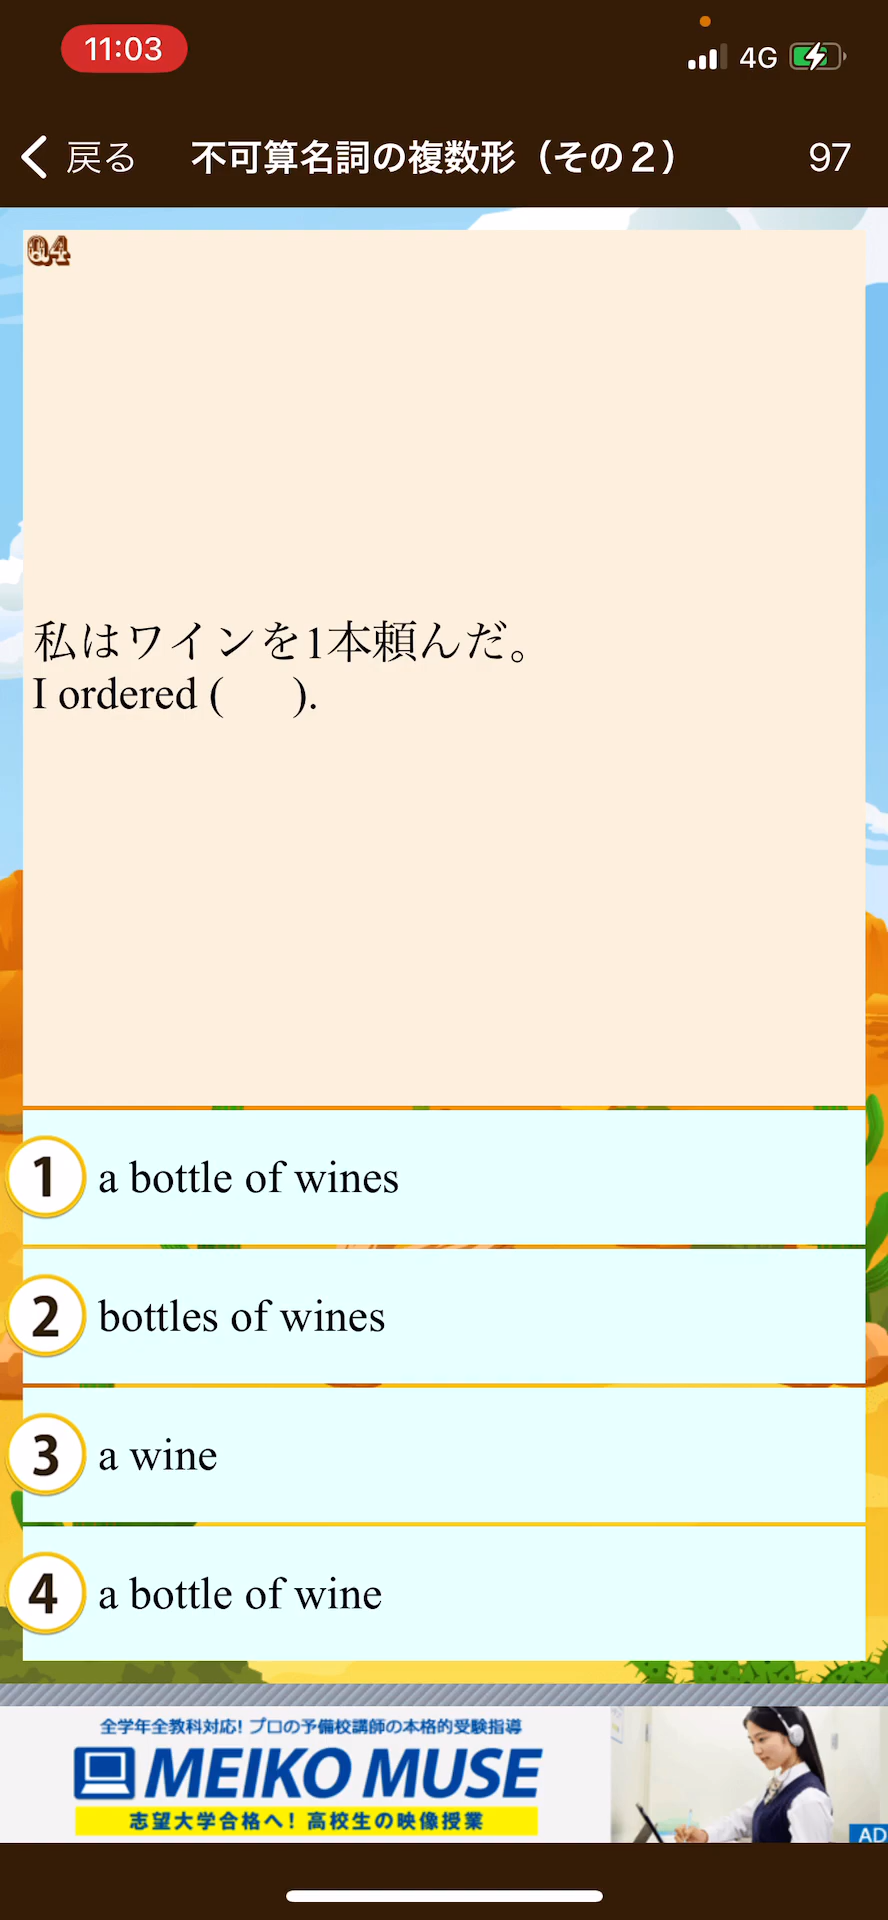 11:03
4G
戻る 不可算名詞の複数形（その２） 97
Q4
私はワインを1本頼んだ。
I ordered (　　).
1 a bottle of wines
2 bottles of wines
3 a wine
4 a bottle of wine
全学年全教科対応! プロの予備校講師の本格的受験指導
MEIKO MUSE
志望大学合格へ! 高校生の映像授業
AD